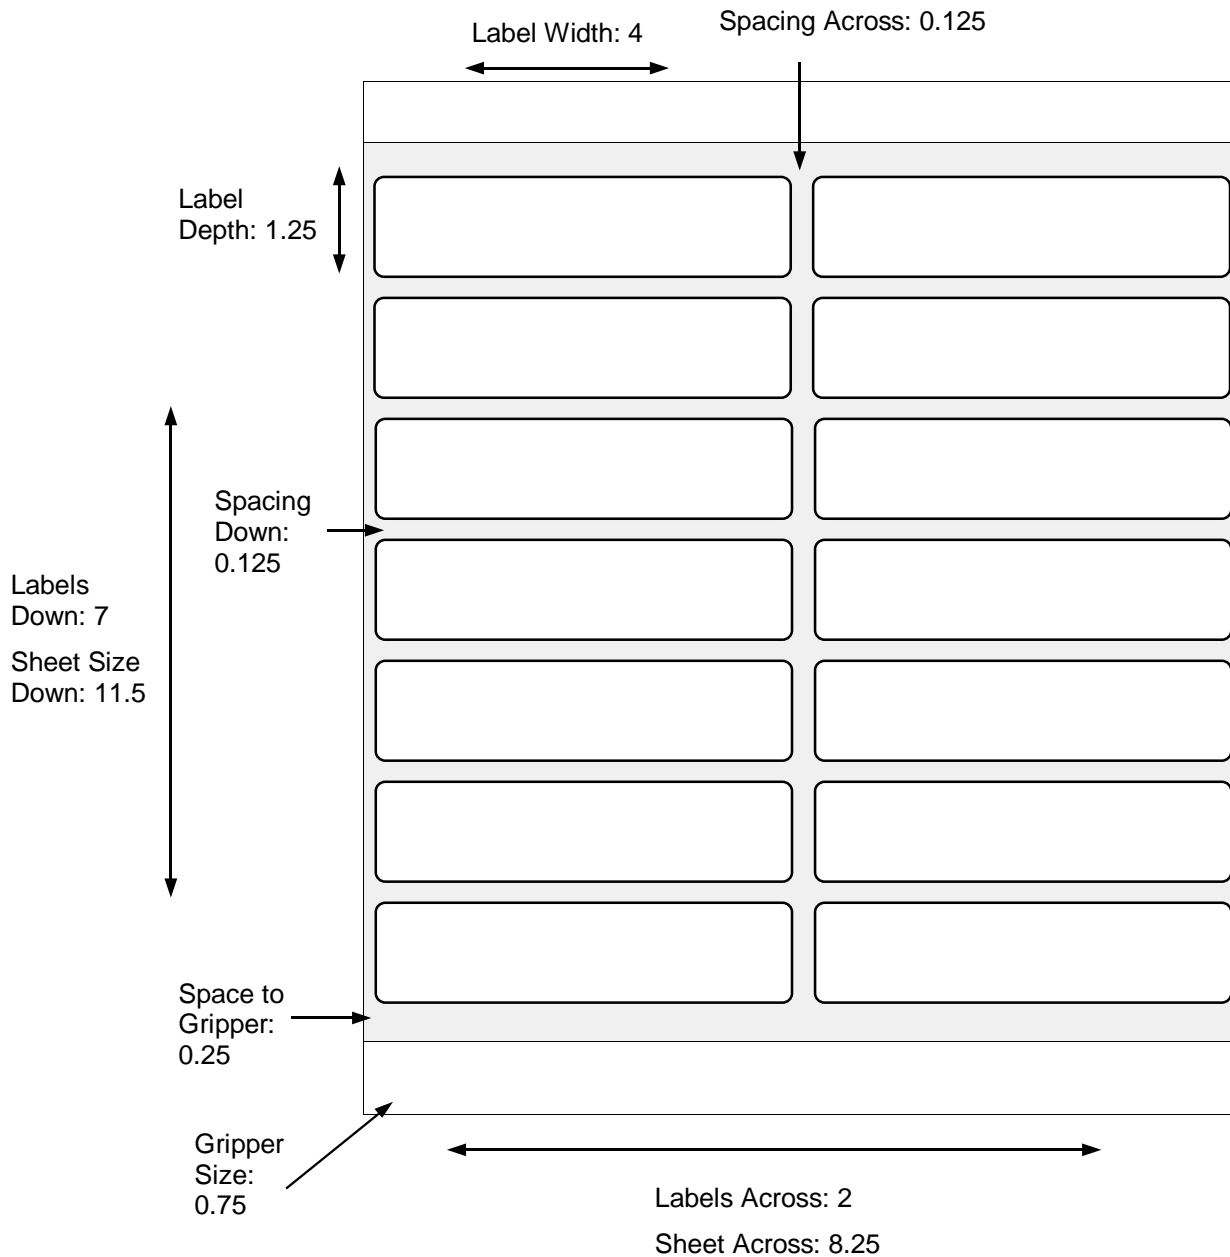 Label Width: 4
Spacing Across: 0.125
Label
Depth: 1.25
Spacing
Down:
0.125
Labels
Down: 7
Sheet Size
Down: 11.5
Space to
Gripper:
0.25
Gripper
Size:
0.75
Labels Across: 2
Sheet Across: 8.25